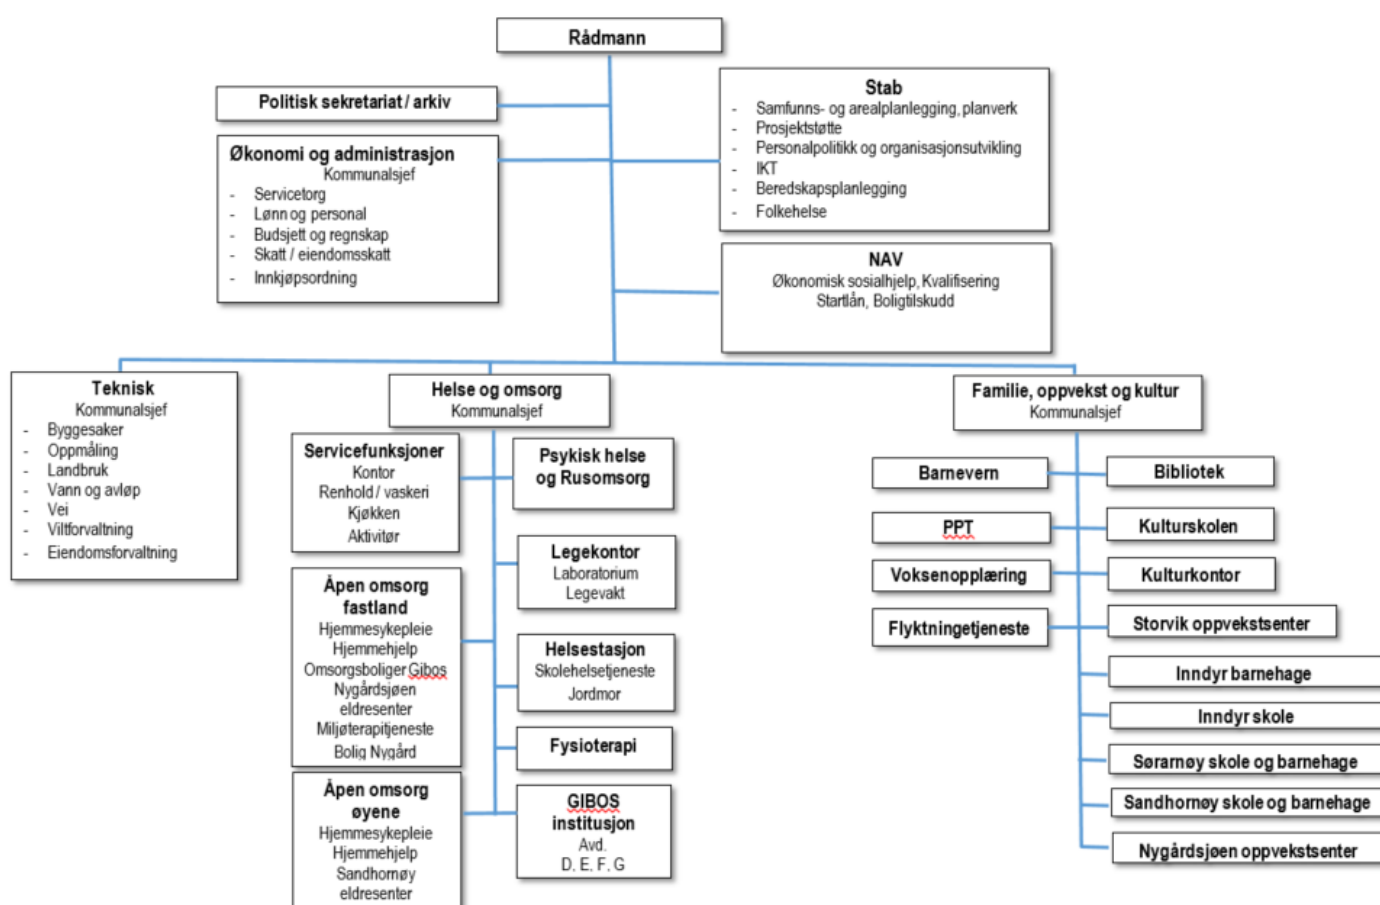 Rådmann
Politisk sekretariat / arkiv
Økonomi og administrasjon
Kommunalsjef
- Servicetorg
- Lønn og personal
- Budsjett og regnskap
- Skatt / eiendomsskatt
- Innkjøpsordning
Stab
- Samfunns- og arealplanlegging, planverk
- Prosjektstøtte
- Personalpolitikk og organisasjonsutvikling
- IKT
- Beredskapsplanlegging
- Folkehelse
NAV
Økonomisk sosialhjelp, Kvalifisering
Startlån, Boligtilskudd
Teknisk
Kommunalsjef
- Byggesaker
- Oppmåling
- Landbruk
- Vann og avløp
- Vei
- Viltforvaltning
- Eiendomsforvaltning
Helse og omsorg
Kommunalsjef
Servicefunksjoner
Kontor
Renhold / vaskeri
Kjøkken
Aktivitør
Psykisk helse
og Rusomsorg
Legekontor
Laboratorium
Legevakt
Åpen omsorg
fastland
Hjemmesykepleie
Hjemmehjelp
Omsorgsboliger Gibos
Nygårdsjøen
eldresenter
Miljøterapitjeneste
Bolig Nygård
Helsestasjon
Skolehelsetjeneste
Jordmor
Fysioterapi
Åpen omsorg
øyene
Hjemmesykepleie
Hjemmehjelp
Sandhornøy
eldresenter
GIBOS
institusjon
Avd.
D, E, F, G
Familie, oppvekst og kultur
Kommunalsjef
Barnevern
Bibliotek
PPT
Kulturskolen
Voksenopplæring
Kulturkontor
Flyktningetjeneste
Storvik oppvekstsenter
Inndyr barnehage
Inndyr skole
Sørarnøy skole og barnehage
Sandhornøy skole og barnehage
Nygårdsjøen oppvekstsenter